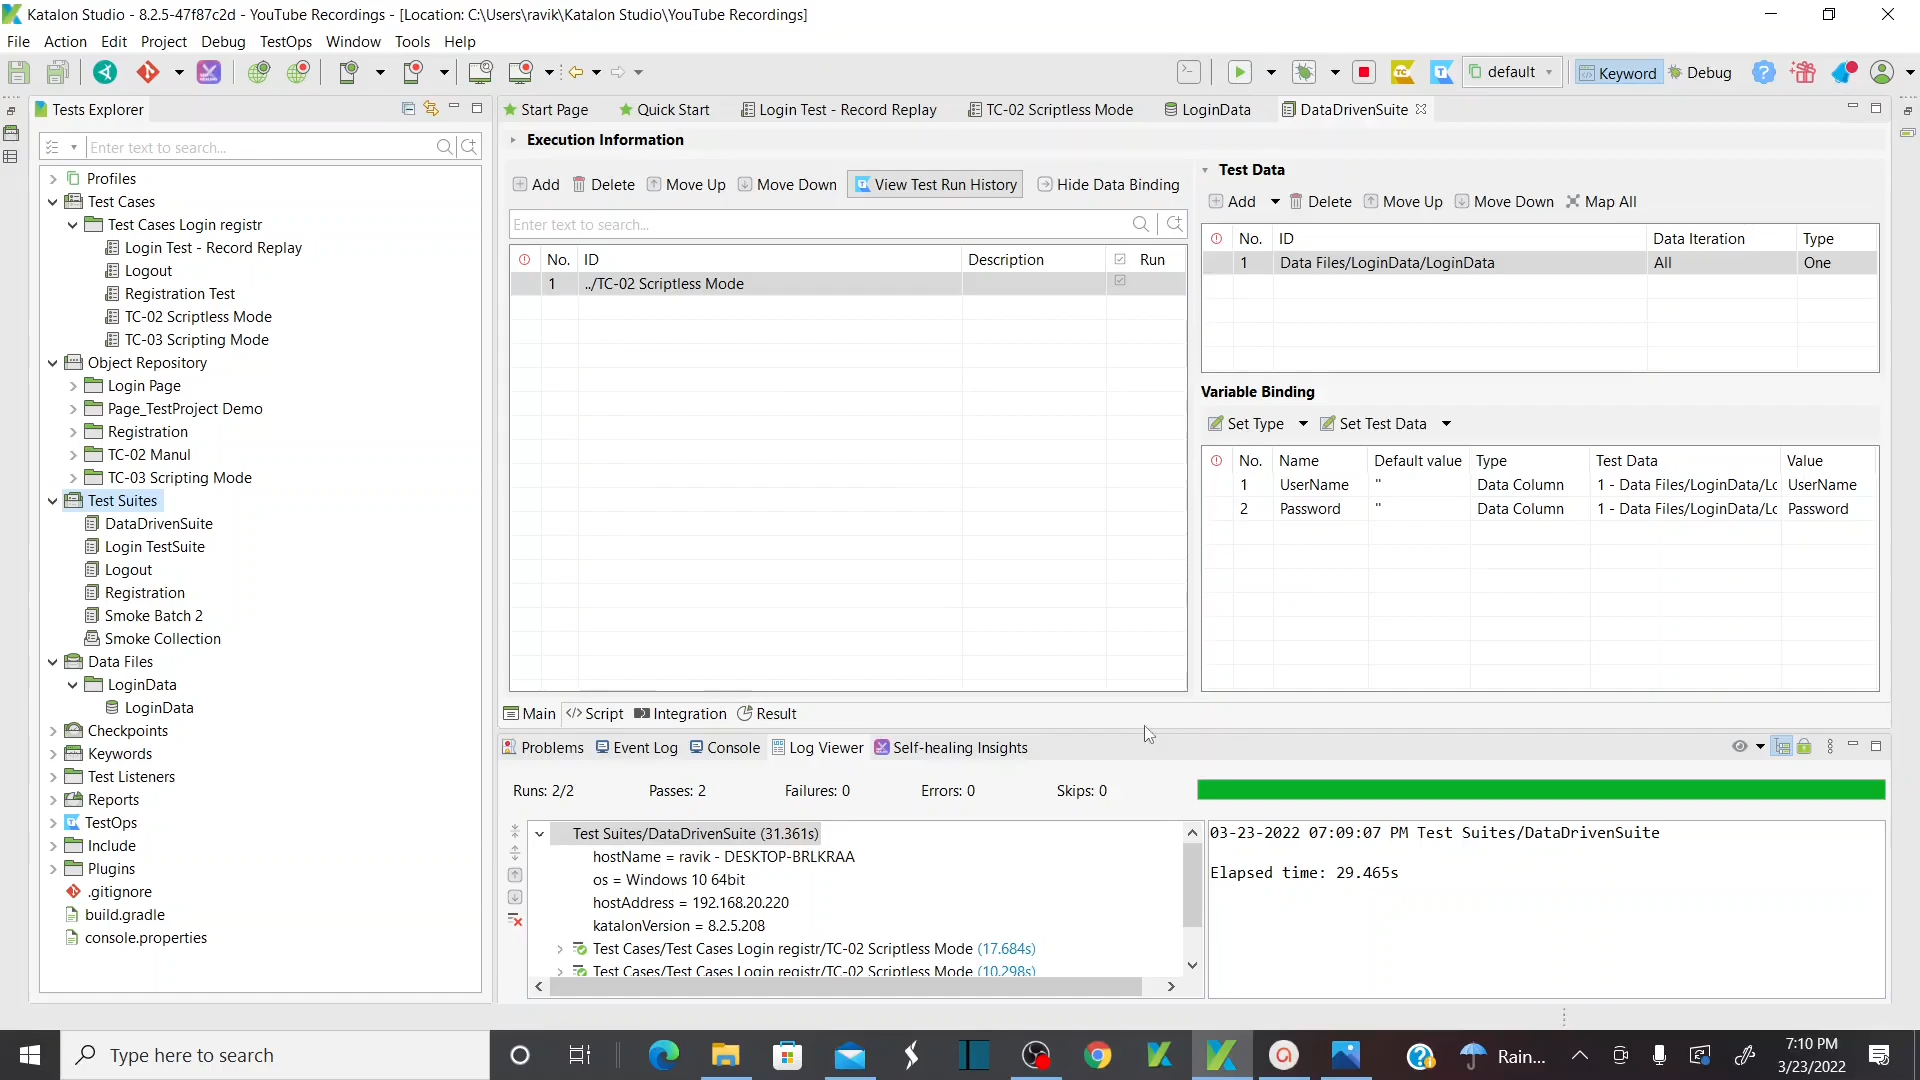 Katalon Studio - 8.2.5-47f87c2d - YouTube Recordings - [Location: C:\Users\ravik\Katalon Studio\YouTube Recordings]
File Action Edit Project Debug TestOps Window Tools Help
default Keyword Debug
Tests Explorer
Enter text to search...
Profiles
Test Cases
Test Cases Login registr
Login Test - Record Replay
Logout
Registration Test
TC-02 Scriptless Mode
TC-03 Scripting Mode
Object Repository
Login Page
Page_TestProject Demo
Registration
TC-02 Manul
TC-03 Scripting Mode
Test Suites
DataDrivenSuite
Login TestSuite
Logout
Registration
Smoke Batch 2
Smoke Collection
Data Files
LoginData
LoginData
Checkpoints
Keywords
Test Listeners
Reports
TestOps
Include
Plugins
.gitignore
build.gradle
console.properties
Start Page Quick Start Login Test - Record Replay TC-02 Scriptless Mode LoginData DataDrivenSuite
Execution Information
Add Delete Move Up Move Down View Test Run History Hide Data Binding
Enter text to search...
No. ID Description Run
1 ../TC-02 Scriptless Mode
Test Data
Add Delete Move Up Move Down Map All
No. ID Data Iteration Type
1 Data Files/LoginData/LoginData All One
Variable Binding
Set Type Set Test Data
No. Name Default value Type Test Data Value
1 UserName '' Data Column 1 - Data Files/LoginData/Lc UserName
2 Password '' Data Column 1 - Data Files/LoginData/Lc Password
Main Script Integration Result
Problems Event Log Console Log Viewer Self-healing Insights
Runs: 2/2 Passes: 2 Failures: 0 Errors: 0 Skips: 0
Test Suites/DataDrivenSuite (31.361s)
hostName = ravik - DESKTOP-BRLKRAA
os = Windows 10 64bit
hostAddress = 192.168.20.220
katalonVersion = 8.2.5.208
Test Cases/Test Cases Login registr/TC-02 Scriptless Mode (17.684s)
Test Cases/Test Cases Login registr/TC-02 Scriptless Mode (10.298s)
03-23-2022 07:09:07 PM Test Suites/DataDrivenSuite
Elapsed time: 29.465s
Type here to search
Rain...
7:10 PM
3/23/2022